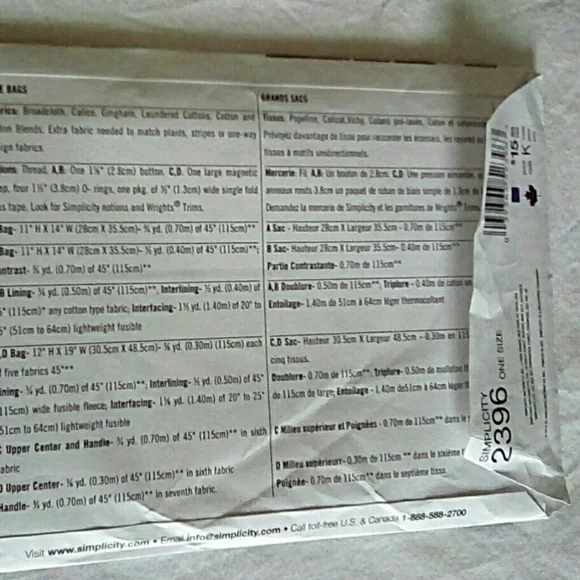 E BAGS
rics: Broadcloth, Calico, Gingham, Laundered Cottons, Cotton and
ton Blends. Extra fabric needed to match plaids, stripes or one-way
ign fabrics.
ions: Thread. A,B: One 1⅛" (2.8cm) button. C,D: One large magnetic
ap, four 1½" (3.8cm) D- rings, one pkg. of ½" (1.3cm) wide single fold
s tape. Look for Simplicity notions and Wrights® Trims.
Bag- 11" H X 14" W (28cm X 35.5cm)- ¾ yd. (0.70m) of 45" (115cm)**
Bag- 11" H X 14" W (28cm X 35.5cm)- yd. (0.40m) of 45" (115cm)**;
ntrast- ¾ yd. (0.70m) of 45" (115cm)**
B Lining- yd. (0.50m) of 45" (115cm)**; Interlining- yd. (0.40m) of
5" (115cm)* any cotton type fabric; Interfacing- yd. (1.40m) of 20" to
5" (51cm to 64cm) lightweight fusible
,D Bag- 12" H X 19" W (30.5cm X 48.5cm)- yd. (0.30m) (115cm) each
f five fabrics 45"**
ining- ¾ yd. (0.70m) of 45" (115cm)**; Interlining- yd. (0.50m) of 45"
115cm) wide fusible fleece; Interfacing- yd. (1.40m) of 20" to 25"
51cm to 64cm) lightweight fusible
C Upper Center and Handle- ¾ yd. (0.70m) of 45" (115cm)** in sixth
abric
D Upper Center- yd. (0.30m) of 45" (115cm)** in sixth fabric
Handle- ¾ yd. (0.70m) of 45" (115cm)** in seventh fabric.
GRANDS SACS
Tissus: Popeline, Calicot, Vichy, Cotons pré-lavés, Coton et
Prévoyez davantage de tissu pour raccorder les écossais, les rayures ou
tissus à motifs unidirectionnels.
Mercerie: Fil. A,B: Un bouton de 2.8cm. C,D: Une pression aimantée,
anneaux ronds 3.8cm un paquet de ruban de biais simple de 1.3cm de
Demandez la mercerie de Simplicity et les garnitures de Wrights® Trims
A Sac - Hauteur 28cm X Largeur 35.5cm - 0.70m de 115cm**
B Sac- Hauteur 28cm X Largeur 35.5cm- 0.40m de 115cm**
Partie Contrastante- 0.70m de 115cm**
A,B Doublure- 0.50m de 115cm**, Triplure - 0.40m de coton
Entoilage- 1.40m de 51cm à 64cm léger thermocollant
C,D Sac- Hauteur 30.5cm X Largeur 48.5cm - 0.30m en 115
cinq tissus.
Doublure- 0.70m de 115cm**. Triplure- 0.50m de
de 115cm de large; Entoilage - 1.40m de51cm à 64cm léger
C Milieu supérieur et Poignées - 0.70m de 115cm** dans le
D Milieu supérieur- 0.30m de 115cm ** dans le sixième
Poignée- 0.70m de 115cm** dans le septième tissu.
SIMPLICITY
2396 ONE SIZE
$15
K
Visit www.simplicity.com • Email info@simplicity.com • Call toll-free U.S. & Canada 1-888-588-2700